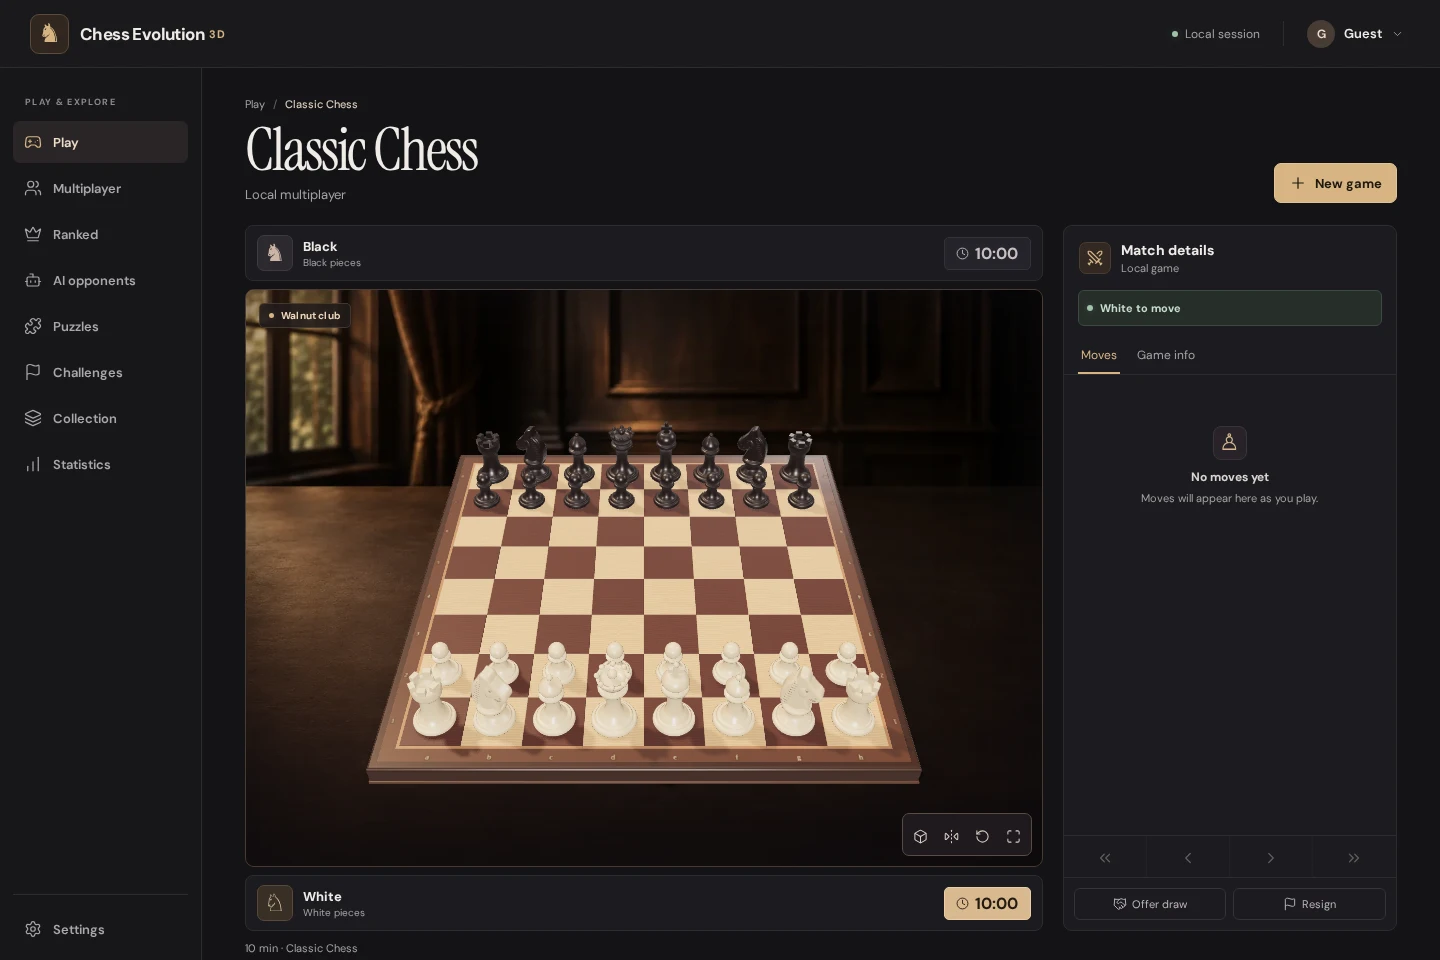 Chess Evolution 3D
Local session
G
Guest
PLAY & EXPLORE
Play
Multiplayer
Ranked
AI opponents
Puzzles
Challenges
Collection
Statistics
Settings
Play / Classic Chess
Classic Chess
Local multiplayer
New game
Black
Black pieces
10:00
Walnut club
a b c d e f g h
White
White pieces
10:00
10 min · Classic Chess
Match details
Local game
White to move
Moves
Game info
No moves yet
Moves will appear here as you play.
Offer draw
Resign